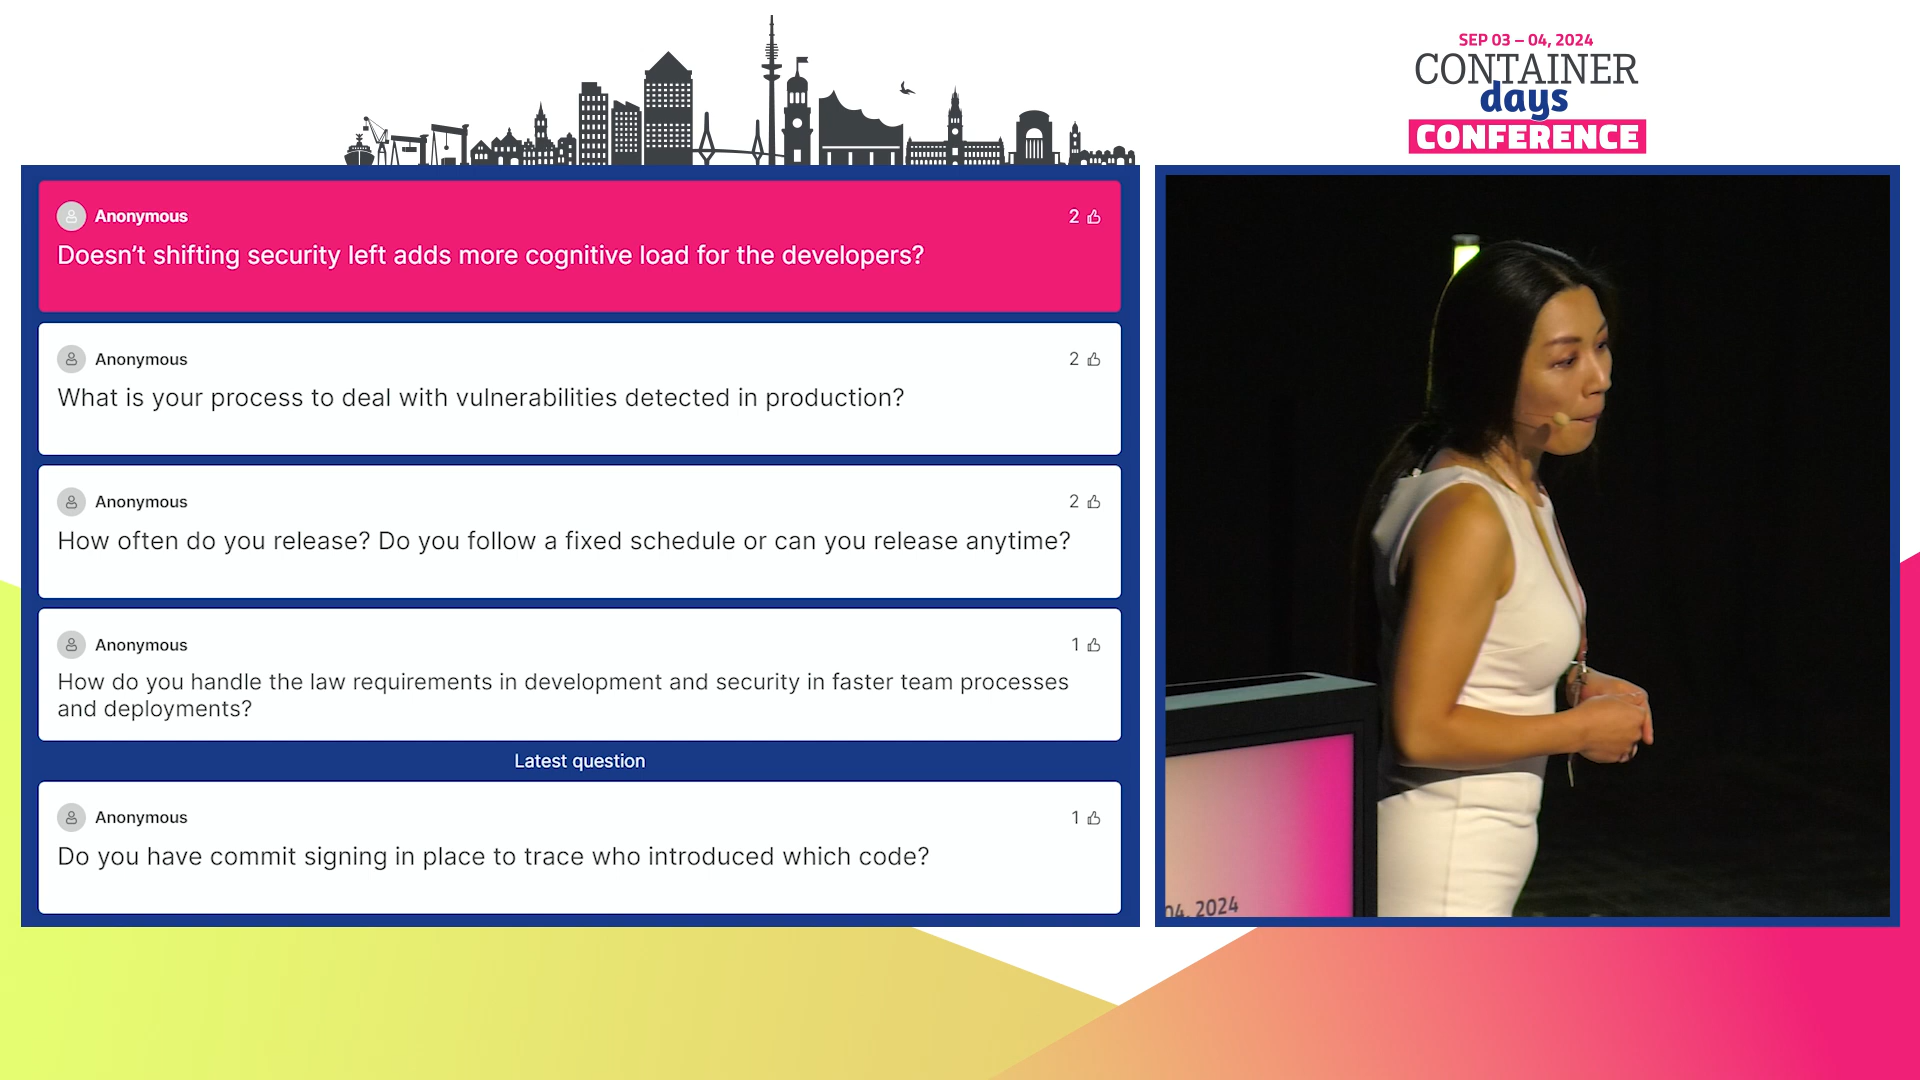 SEP 03 – 04, 2024
CONTAINER
days
CONFERENCE
Anonymous
2
Doesn’t shifting security left adds more cognitive load for the developers?
Anonymous
2
What is your process to deal with vulnerabilities detected in production?
Anonymous
2
How often do you release? Do you follow a fixed schedule or can you release anytime?
Anonymous
1
How do you handle the law requirements in development and security in faster team processes
and deployments?
Latest question
Anonymous
1
Do you have commit signing in place to trace who introduced which code?
04, 2024